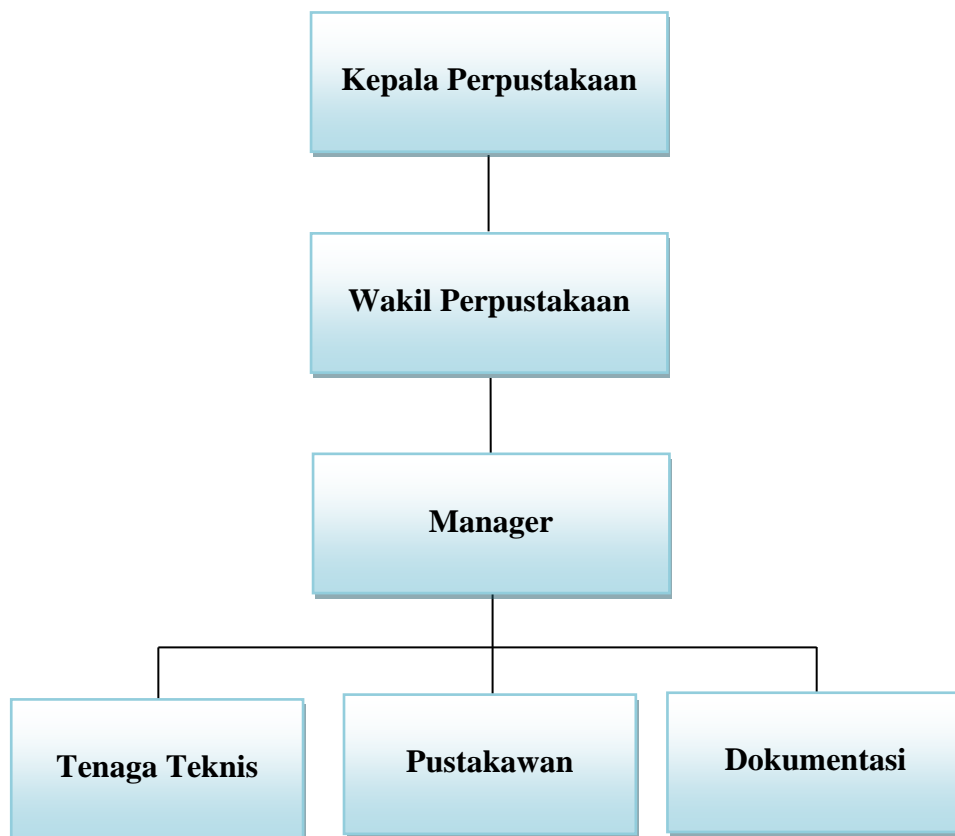 Kepala Perpustakaan
Wakil Perpustakaan
Manager
Tenaga Teknis
Pustakawan
Dokumentasi